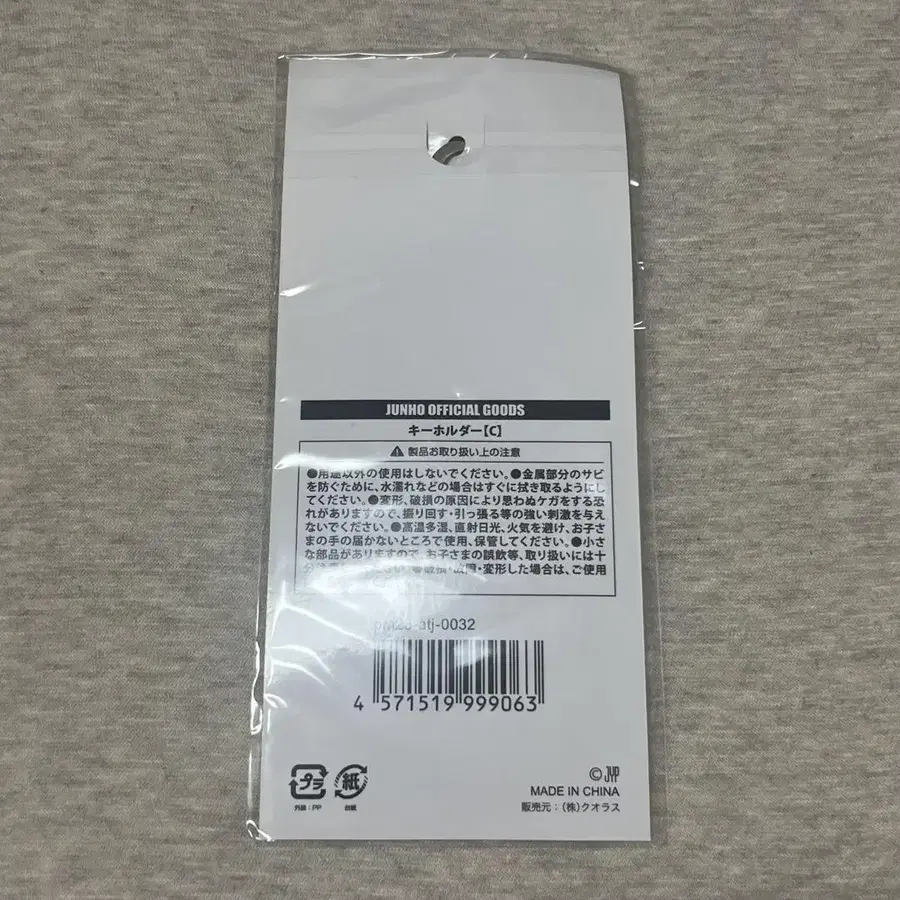 JUNHO OFFICIAL GOODS
キーホルダー【C】
製品お取り扱い上の注意
●用途以外の使用はしないでください。●金属部分のサビ
を防ぐために、水濡れなどの場合はすぐに拭き取るようにし
てください。●変形、破損の原因により思わぬケガをする恐
れがありますので、振り回す・引っ張る等の強い刺激を与え
ないでください。●高温多湿、直射日光、火気を避け、お子さ
まの手の届かないところで使用、保管してください。●小さ
な部品がありますので、お子さまの誤飲等、取り扱いには十
破損・故障・変形した場合は、ご使用
-atj-0032
4 571519 999063
プラ
紙
外装:PP
台紙
© JYP
MADE IN CHINA
販売元:(株)クオラス